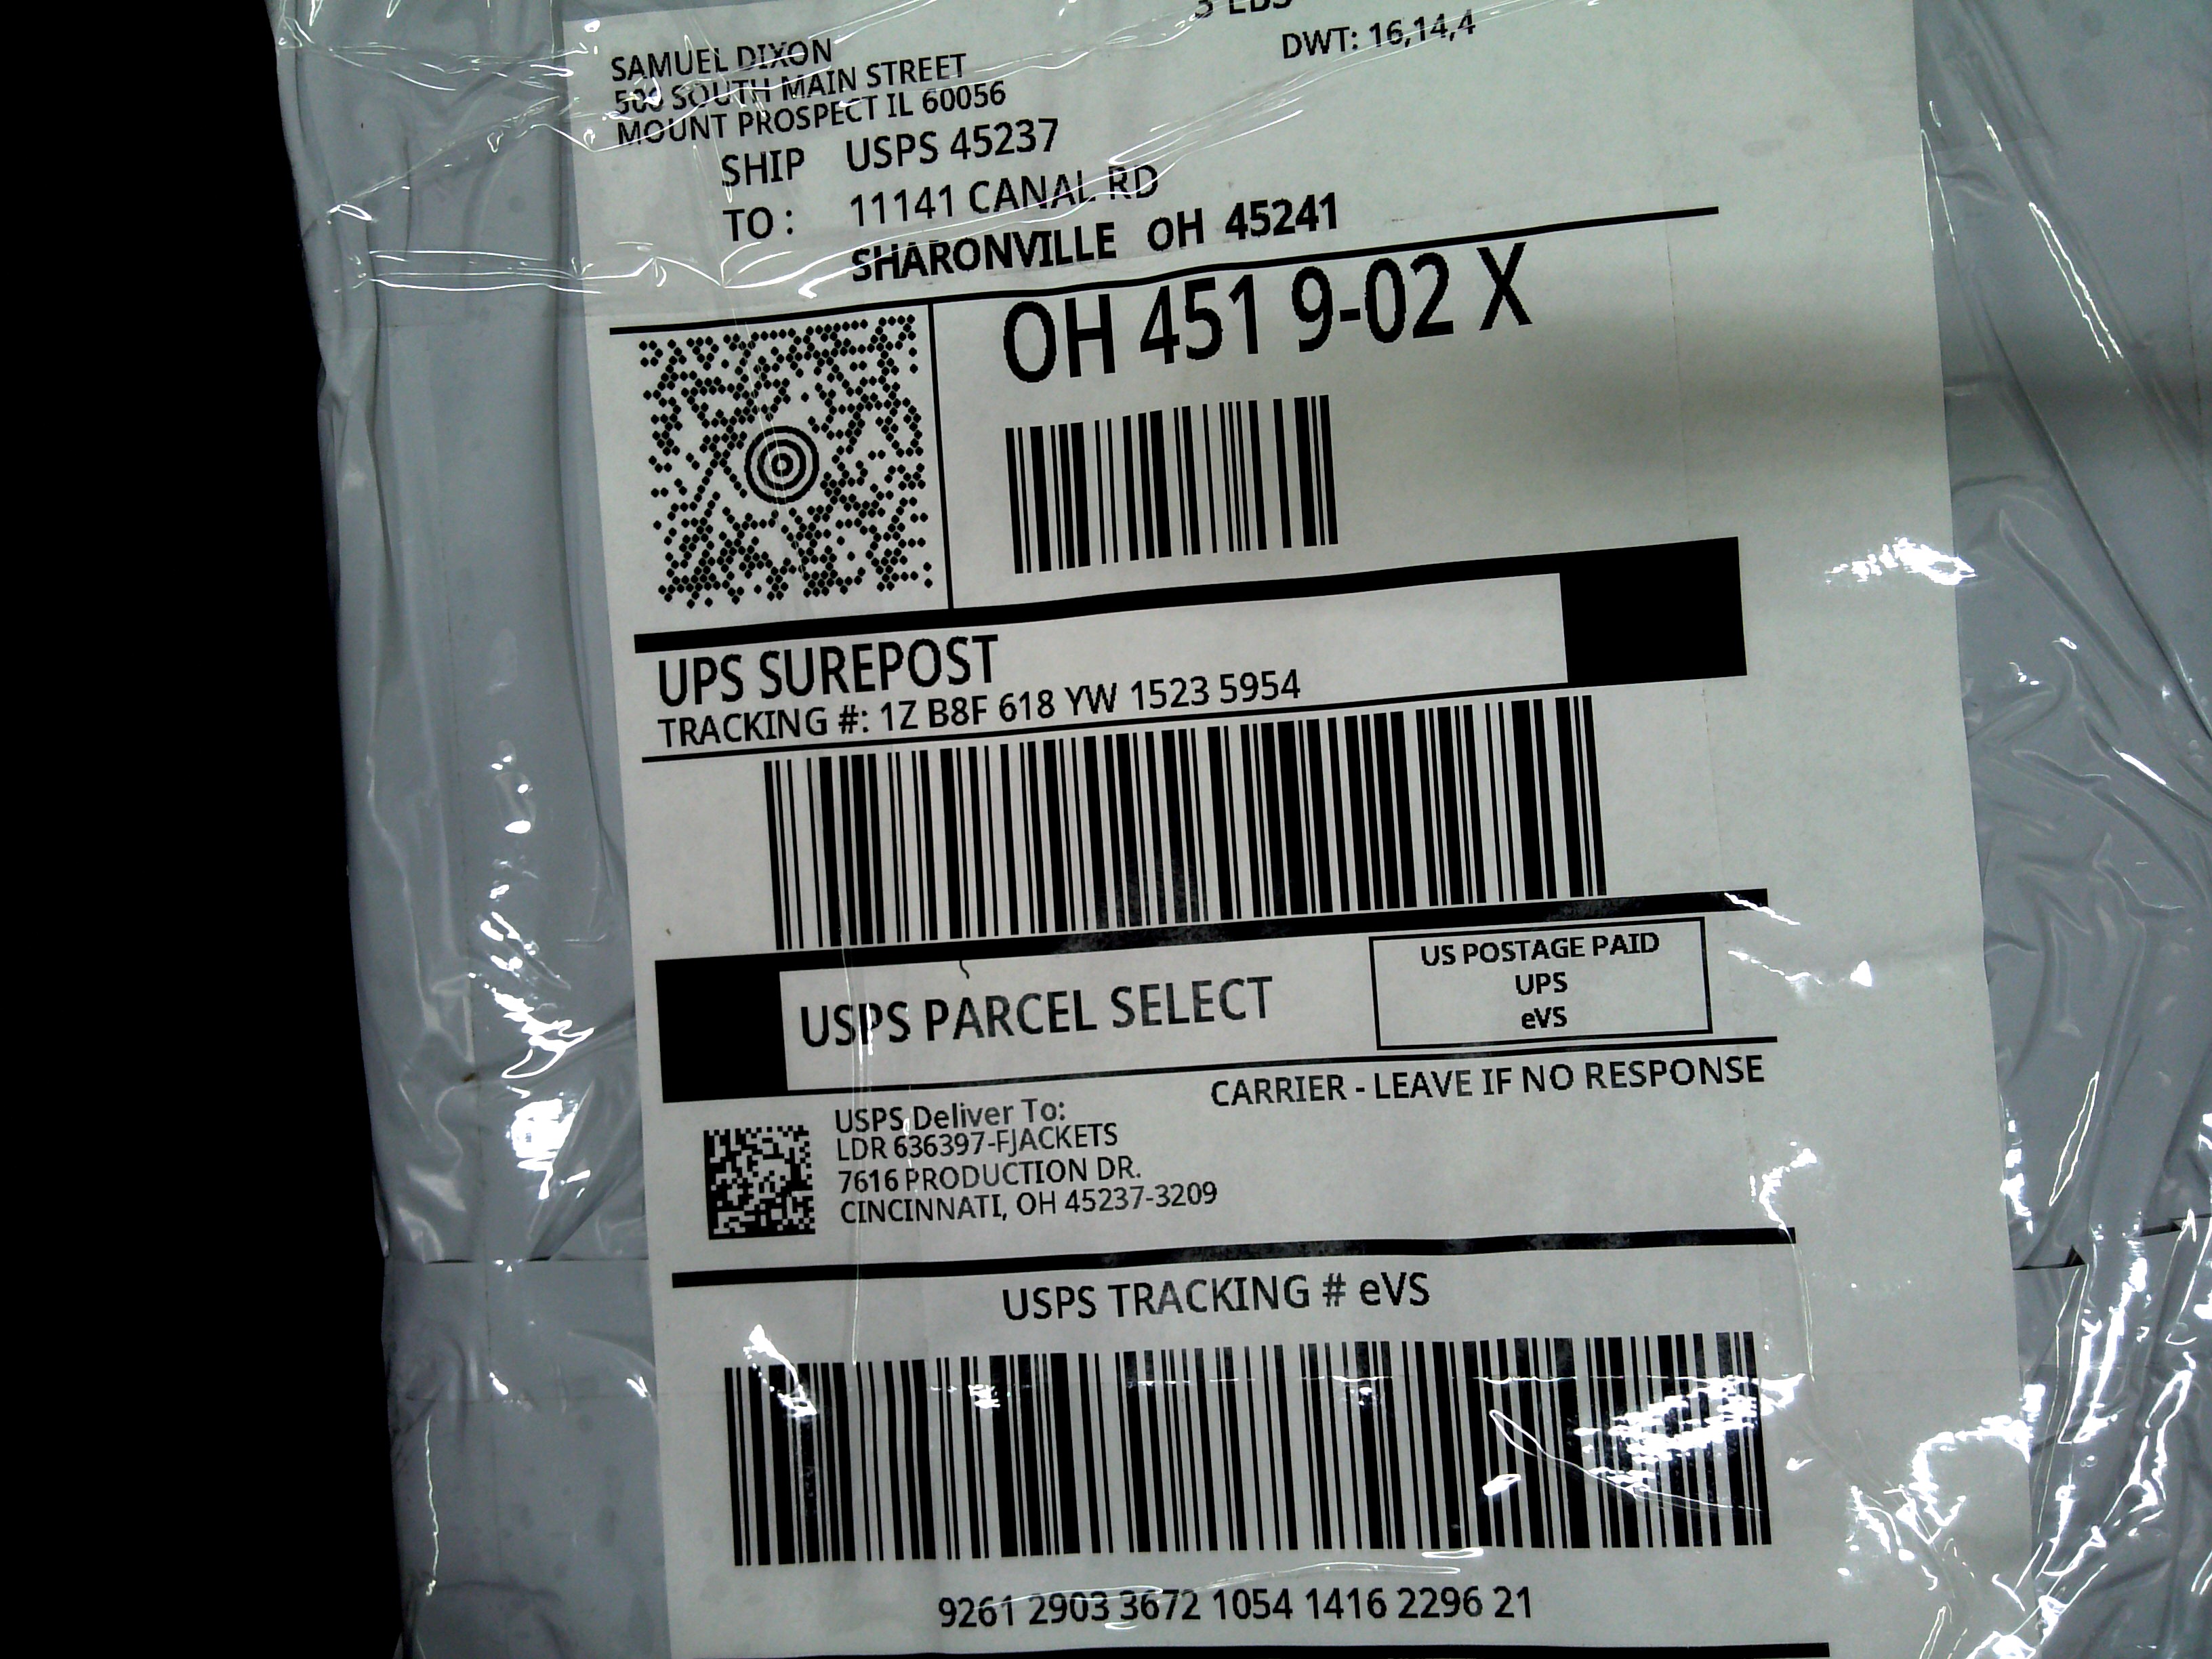 LBS
DWT: 16,14,4
SAMUEL DIXON
500 SOUTH MAIN STREET
MOUNT PROSPECT IL 60056
SHIP USPS 45237
TO : 11141 CANAL RD
SHARONVILLE OH 45241
OH 451 9-02 X
UPS SUREPOST
TRACKING #: 1Z B8F 618 YW 1523 5954
USPS PARCEL SELECT
US POSTAGE PAID
UPS
eVS
CARRIER - LEAVE IF NO RESPONSE
USPS Deliver To:
LDR 636397-FJACKETS
7616 PRODUCTION DR.
CINCINNATI, OH 45237-3209
USPS TRACKING # eVS
9261 2903 3672 1054 1416 2296 21